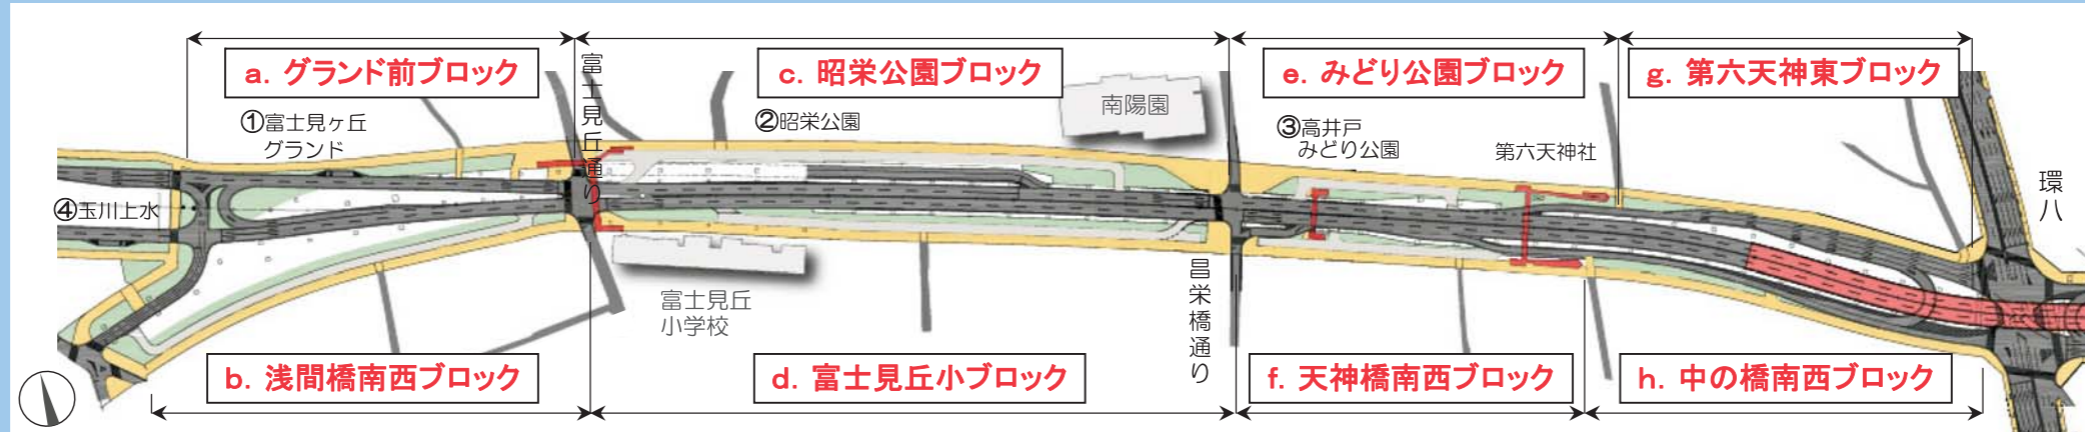 a. グランド前ブロック
c. 昭栄公園ブロック
e. みどり公園ブロック
g. 第六天神東ブロック
①富士見ヶ丘
グランド
富士見丘通り
②昭栄公園
南陽園
③高井戸
みどり公園
第六天神社
環八
④玉川上水
富士見丘
小学校
昌栄橋通り
b. 浅間橋南西ブロック
d. 富士見丘小ブロック
f. 天神橋南西ブロック
h. 中の橋南西ブロック